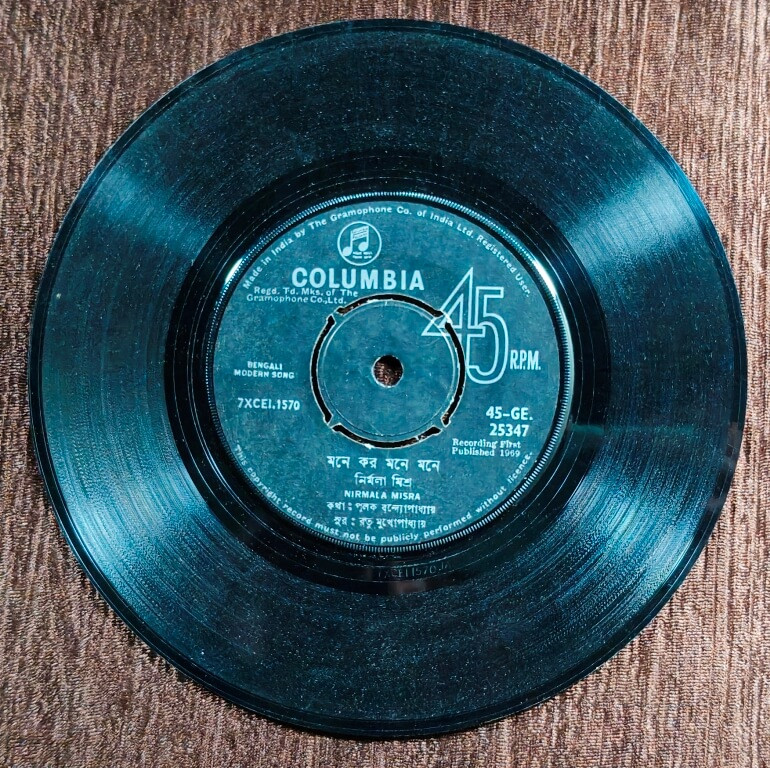 Made in India by The Gramophone Co. of India Ltd. Registered User.
COLUMBIA
Regd. Td. Mks. of The
Gramophone Co., Ltd.
45 R.P.M.
BENGALI
MODERN SONG
7XCEI.1570
45-GE.
25347
Recording First
Published 1969
মনে কর মনে মনে
নির্মলা মিশ্র
NIRMALA MISRA
কথা : পুলক বন্দ্যোপাধ্যায়
সুর : রতু মুখোপাধ্যায়
This copyright record must not be publicly performed without licence.
7XCEI1570